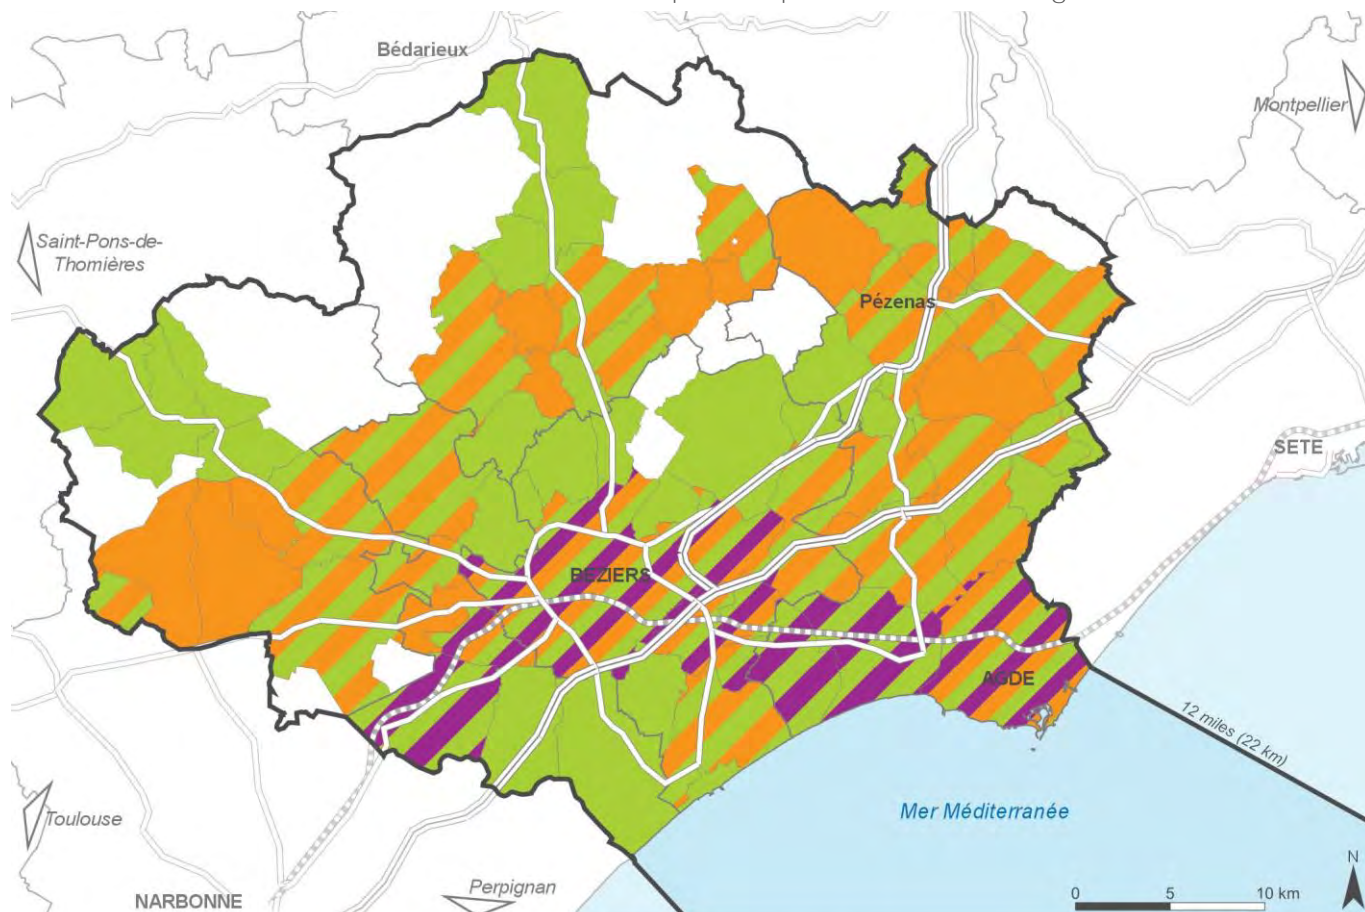 Bédarieux
Montpellier
Saint-Pons-de-
Thomières
Pézenas
SETE
BEZIERS
AGDE
12 miles (22 km)
Mer Méditerranée
Toulouse
Perpignan
NARBONNE
N
0 5 10 km